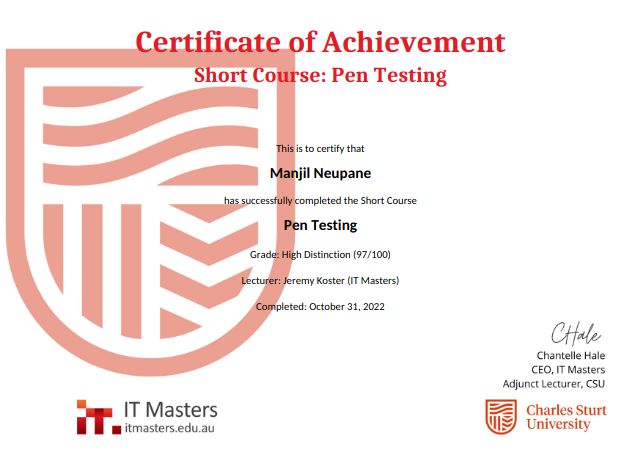 Certificate of Achievement
Short Course: Pen Testing
This is to certify that
Manjil Neupane
has successfully completed the Short Course
Pen Testing
Grade: High Distinction (97/100)
Lecturer: Jeremy Koster (IT Masters)
Completed: October 31, 2022
CHale
Chantelle Hale
CEO, IT Masters
Adjunct Lecturer, CSU
it. IT Masters
itmasters.edu.au
Charles Sturt
University